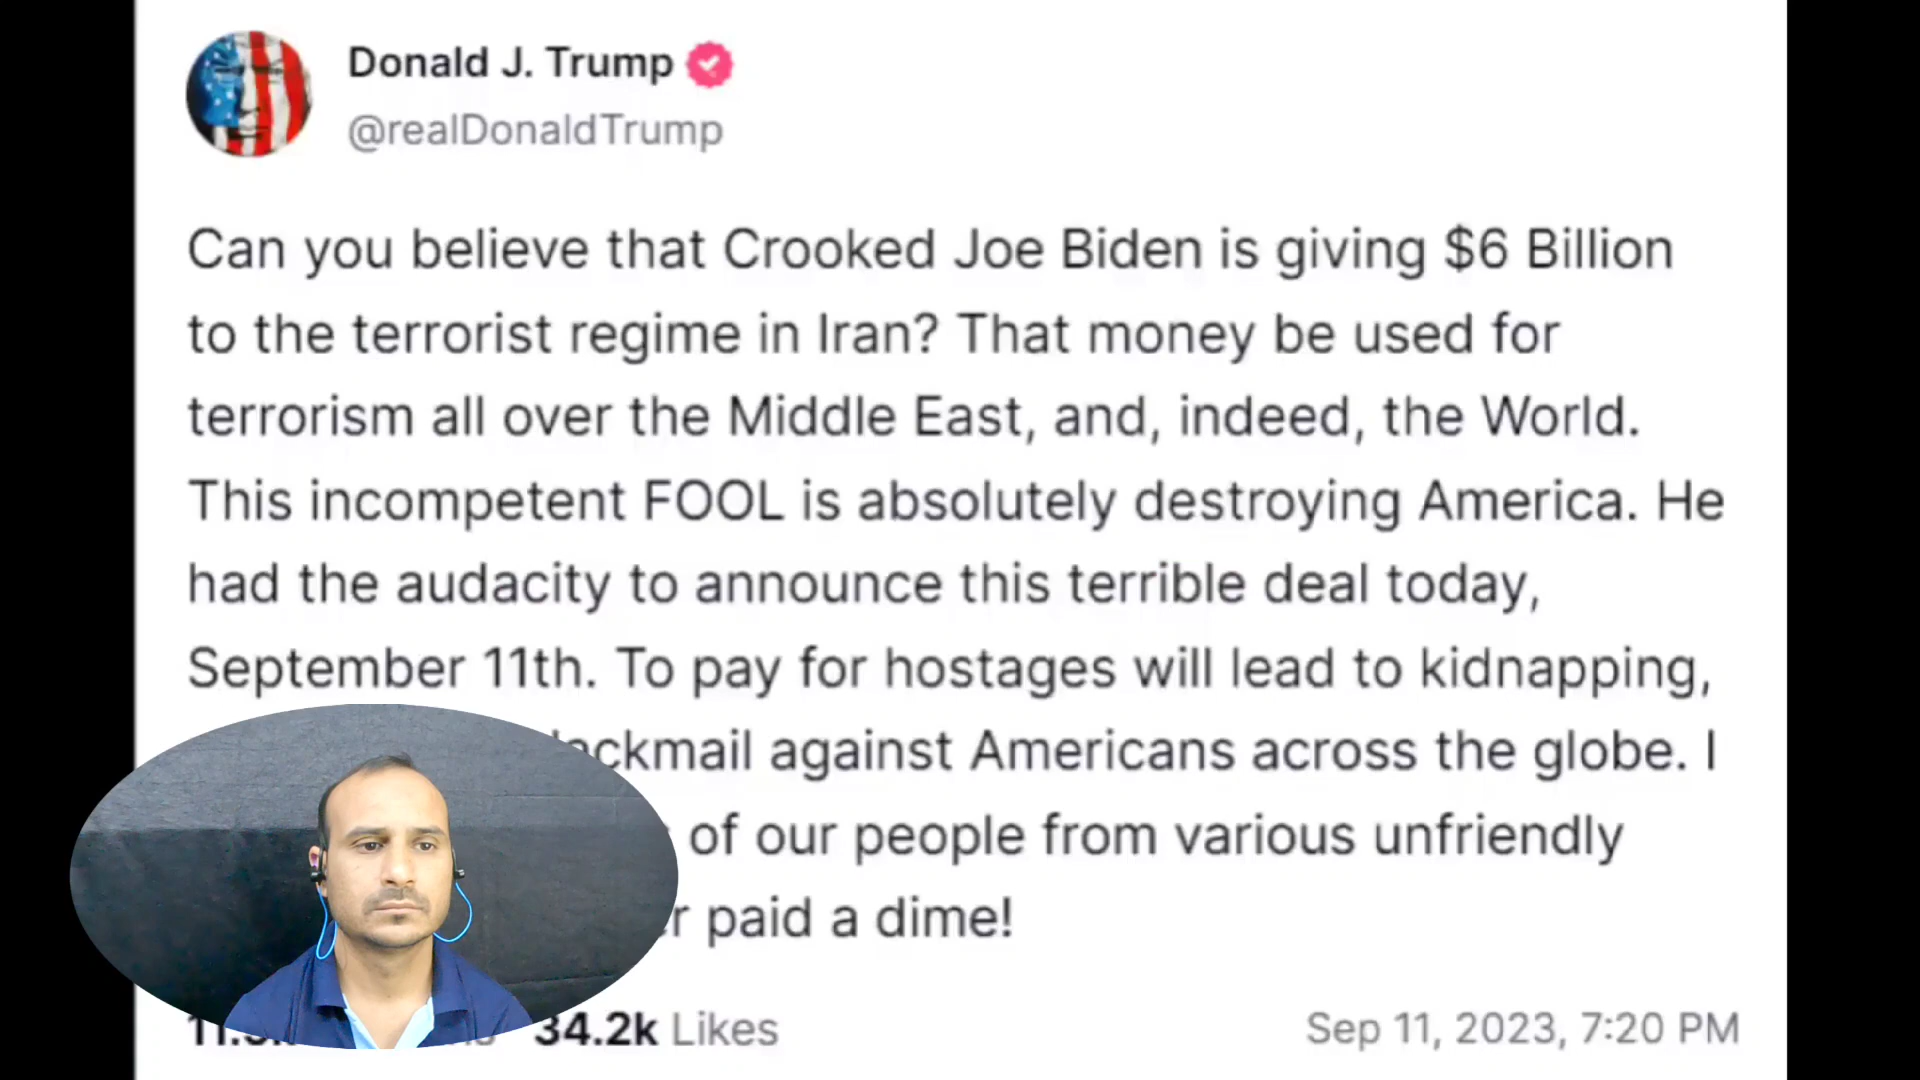 Donald J. Trump
@realDonaldTrump
Can you believe that Crooked Joe Biden is giving $6 Billion
to the terrorist regime in Iran? That money be used for
terrorism all over the Middle East, and, indeed, the World.
This incompetent FOOL is absolutely destroying America. He
had the audacity to announce this terrible deal today,
September 11th. To pay for hostages will lead to kidnapping,
against Americans across the globe. I
of our people from various unfriendly
paid a dime!
34.2k Likes
Sep 11, 2023, 7:20 PM